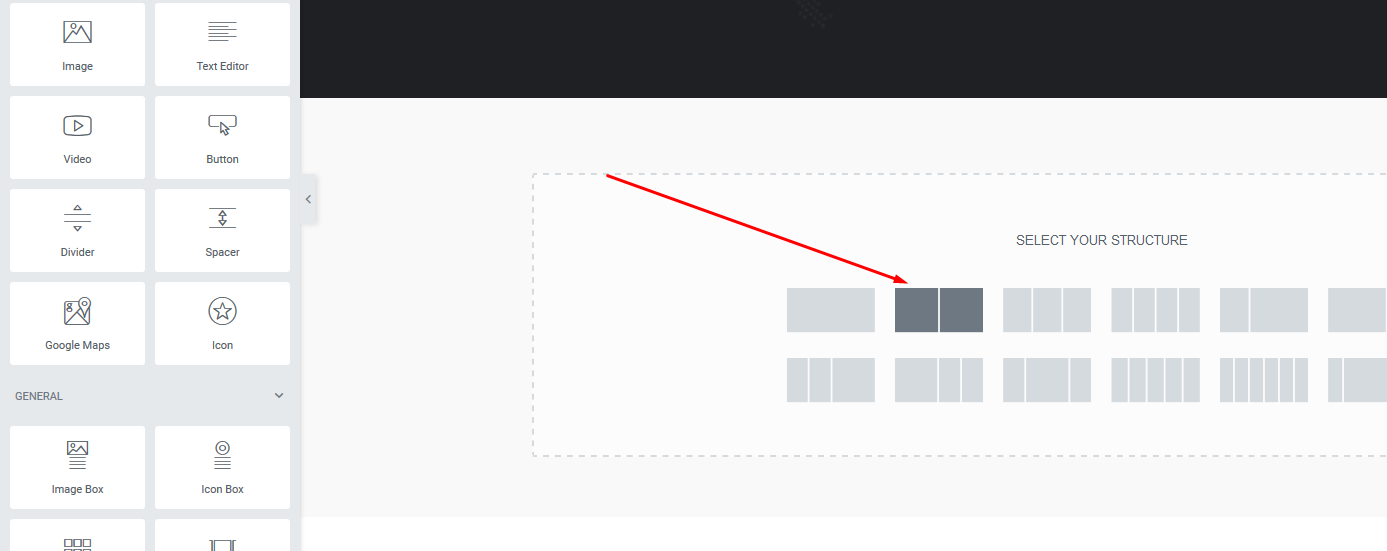 Image
Text Editor
Video
Button
Divider
Spacer
Google Maps
Icon
GENERAL
Image Box
Icon Box
SELECT YOUR STRUCTURE